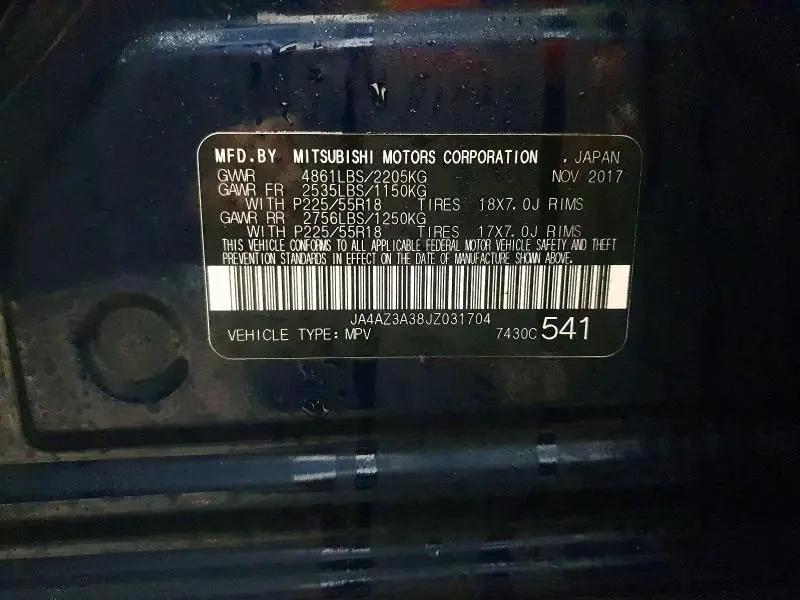 MFD.BY MITSUBISHI MOTORS CORPORATION . JAPAN
GVWR 4861LBS/2205KG NOV 2017
GAWR FR 2535LBS/1150KG
WITH P225/55R18 TIRES 18X7.0J RIMS
GAWR RR 2756LBS/1250KG
WITH P225/55R18 TIRES 17X7.0J RIMS
THIS VEHICLE CONFORMS TO ALL APPLICABLE FEDERAL MOTOR VEHICLE SAFETY AND THEFT
PREVENTION STANDARDS IN EFFECT ON THE DATE OF MANUFACTURE SHOWN ABOVE.
JA4AZ3A38JZ031704
VEHICLE TYPE:MPV 7430C 541